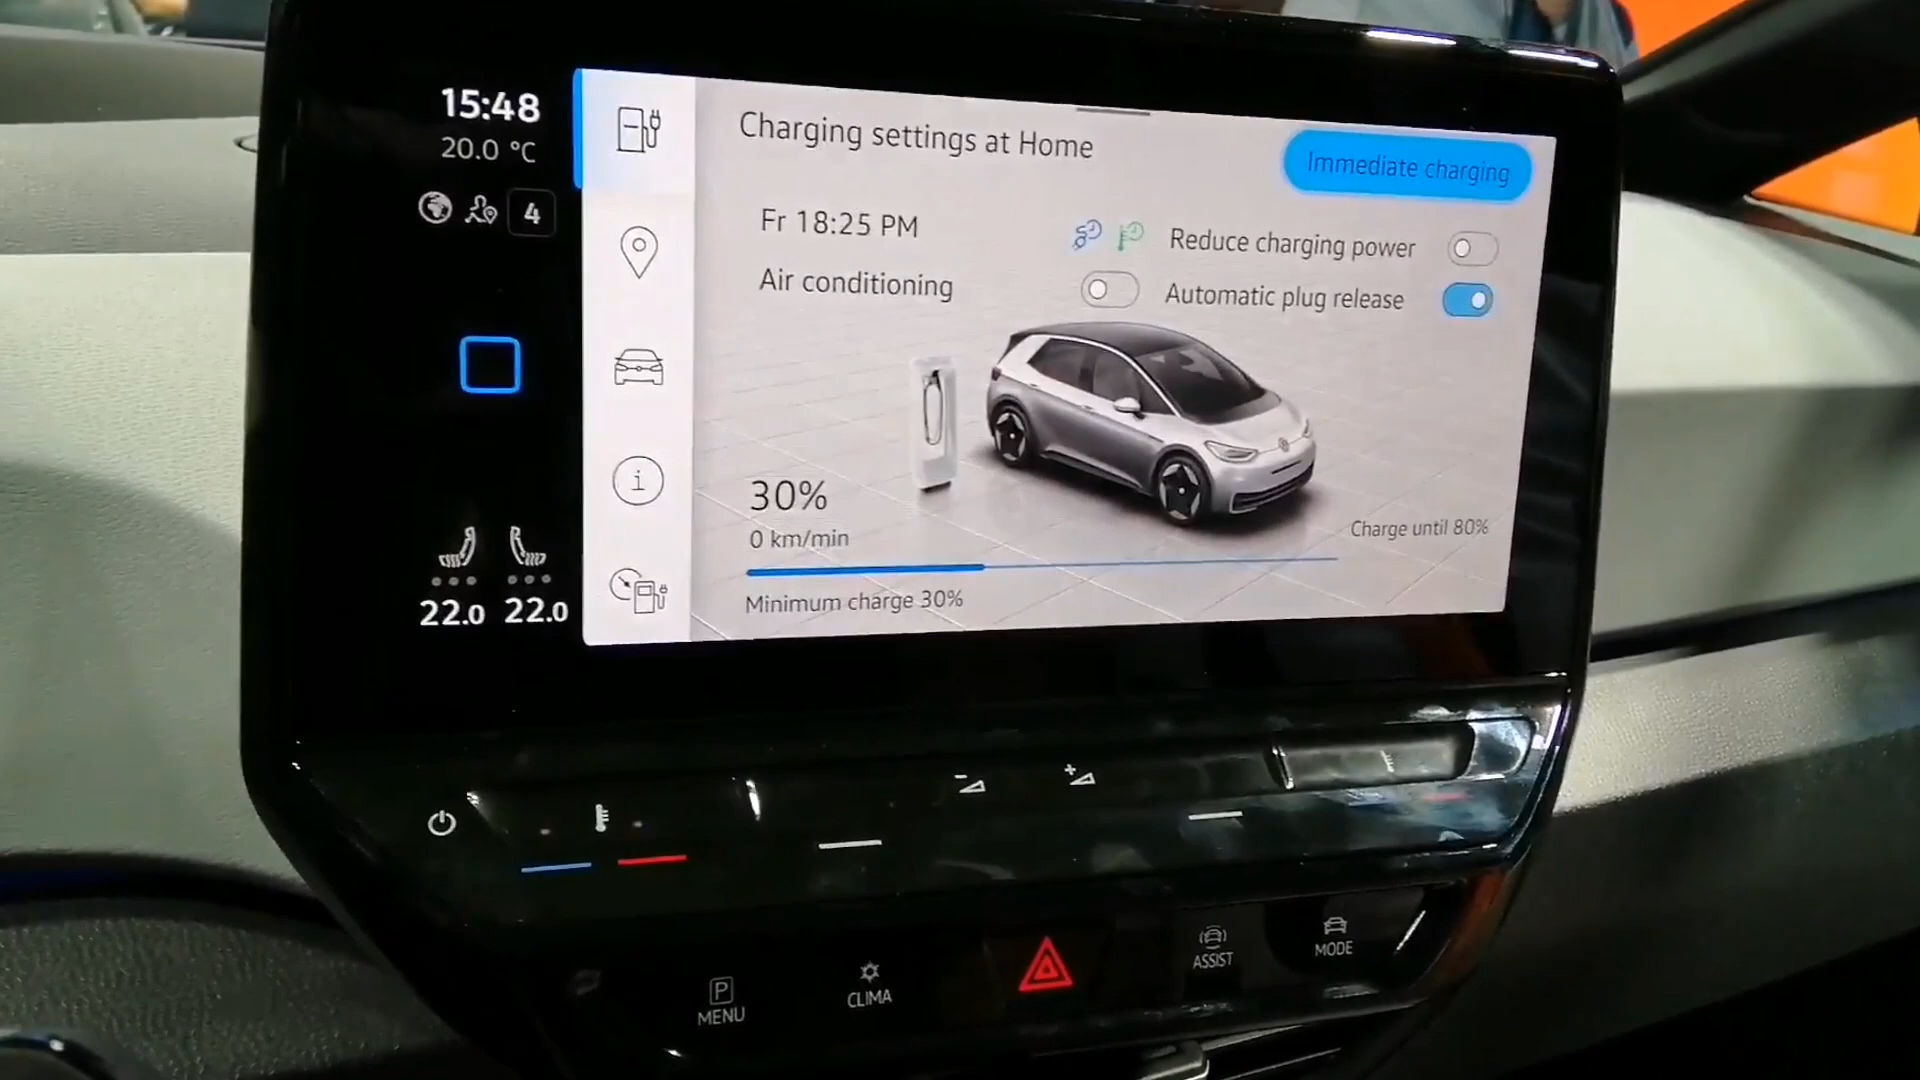 15:48
20.0 °C
4
22.0 22.0
Charging settings at Home
Immediate charging
Fr 18:25 PM
Reduce charging power
Air conditioning
Automatic plug release
30%
0 km/min
Charge until 80%
Minimum charge 30%
P
MENU
CLIMA
ASSIST
MODE